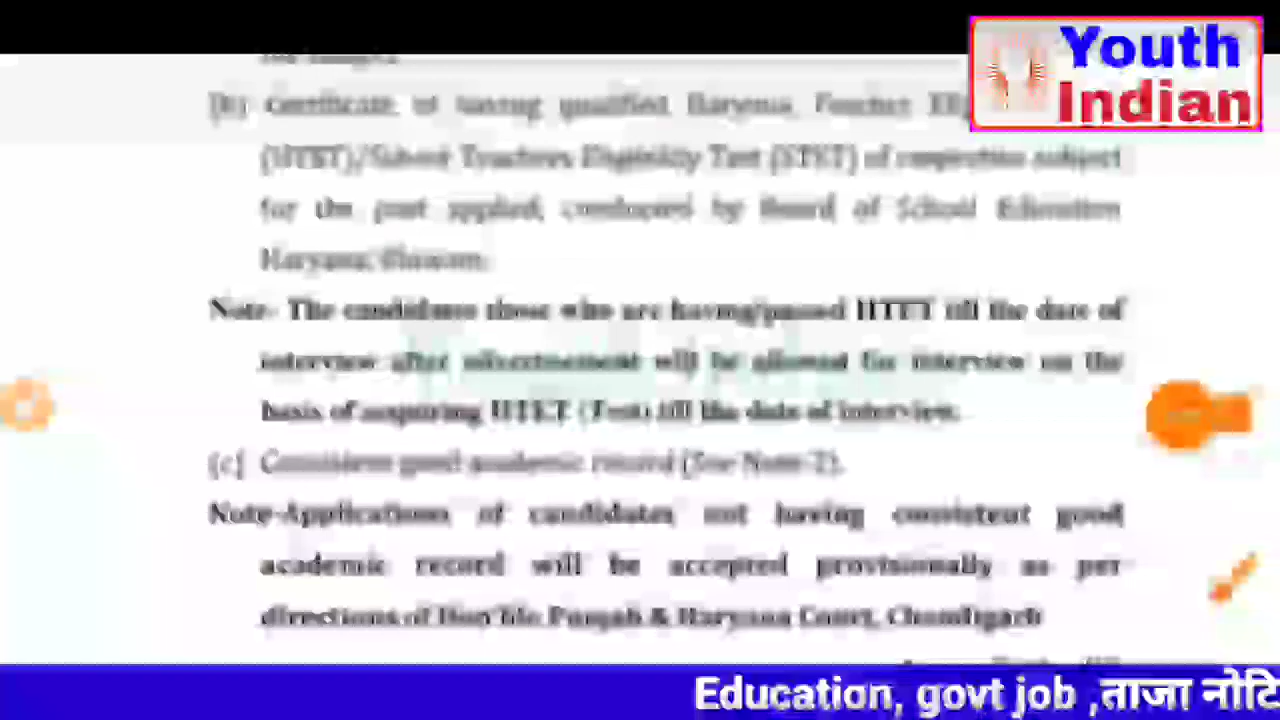 Youth
Indian
(b) Certificate of having qualified Haryana Teacher
(HTET)/School Teachers Eligibility Test (STET) of respective subject
for the post applied, conducted by Board of School Education
Haryana, Bhiwani.
Note- The candidates those who are having/passed HTET till the date of
interview after advertisement will be allowed for interview on the
basis of acquiring HTET (Test) till the date of interview.
(c) Consistent good academic record (See Note-2).
Note-Applications of candidates not having consistent good
academic record will be accepted provisionally as per
directions of Hon'ble Punjab & Haryana Court, Chandigarh
Education, govt job ,ताजा नोटि